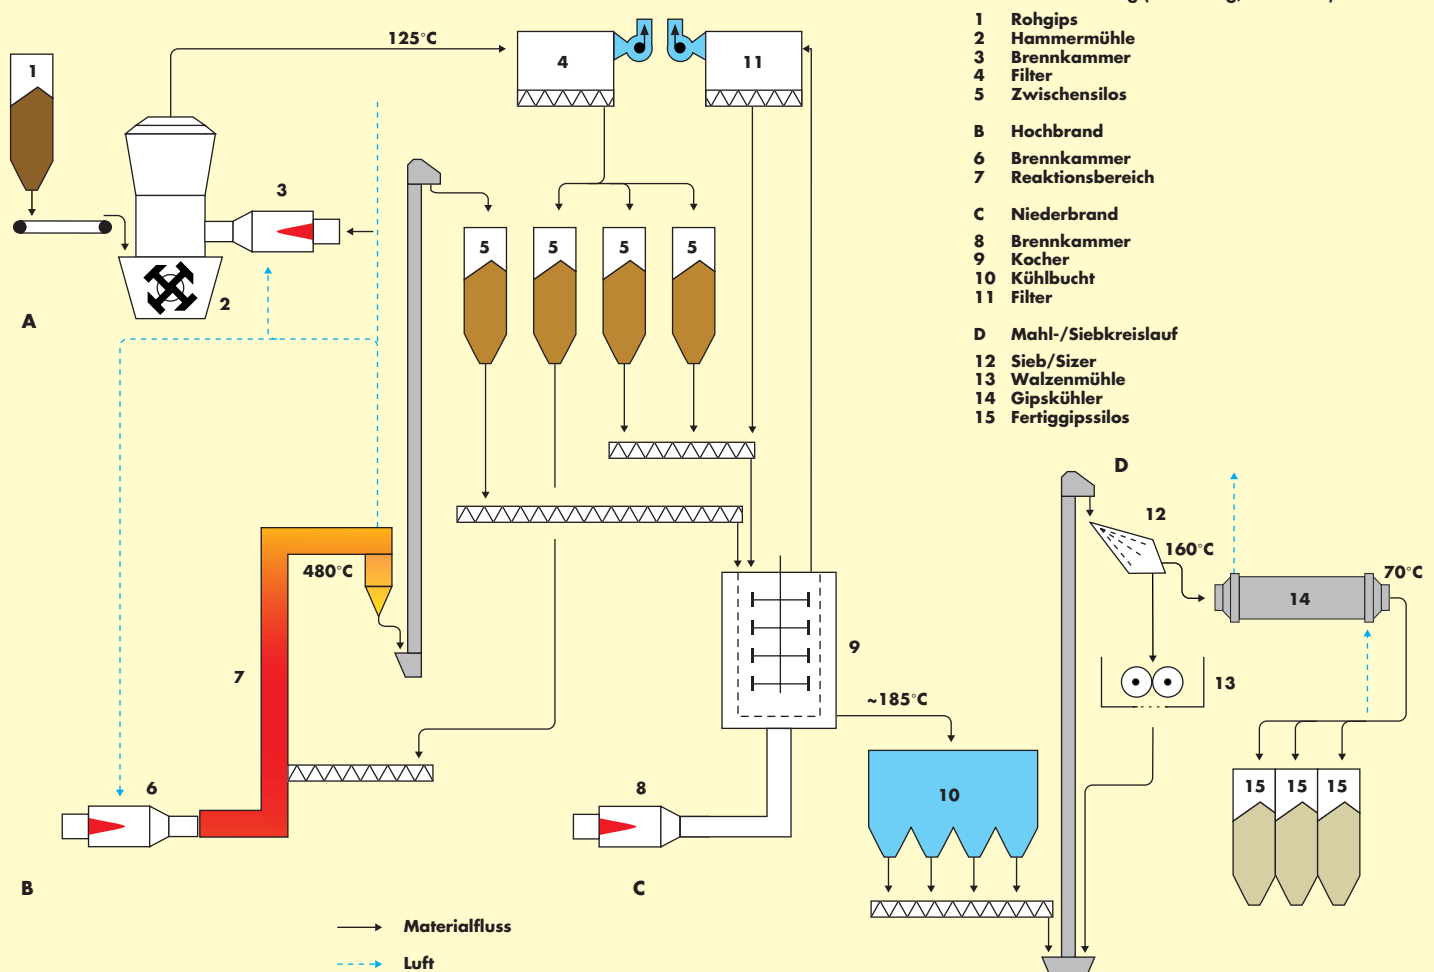 1 Rohgips
2 Hammermühle
3 Brennkammer
4 Filter
5 Zwischensilos
B Hochbrand
6 Brennkammer
7 Reaktionsbereich
C Niederbrand
8 Brennkammer
9 Kocher
10 Kühlbucht
11 Filter
D Mahl-/Siebkreislauf
12 Sieb/Sizer
13 Walzenmühle
14 Gipskühler
15 Fertiggipssilos
125°C
1
4
11
3
5
5
5
5
2
A
D
12
160°C
480°C
70°C
14
9
7
13
~185°C
6
8
10
15
15
15
B
C
Materialfluss
Luft